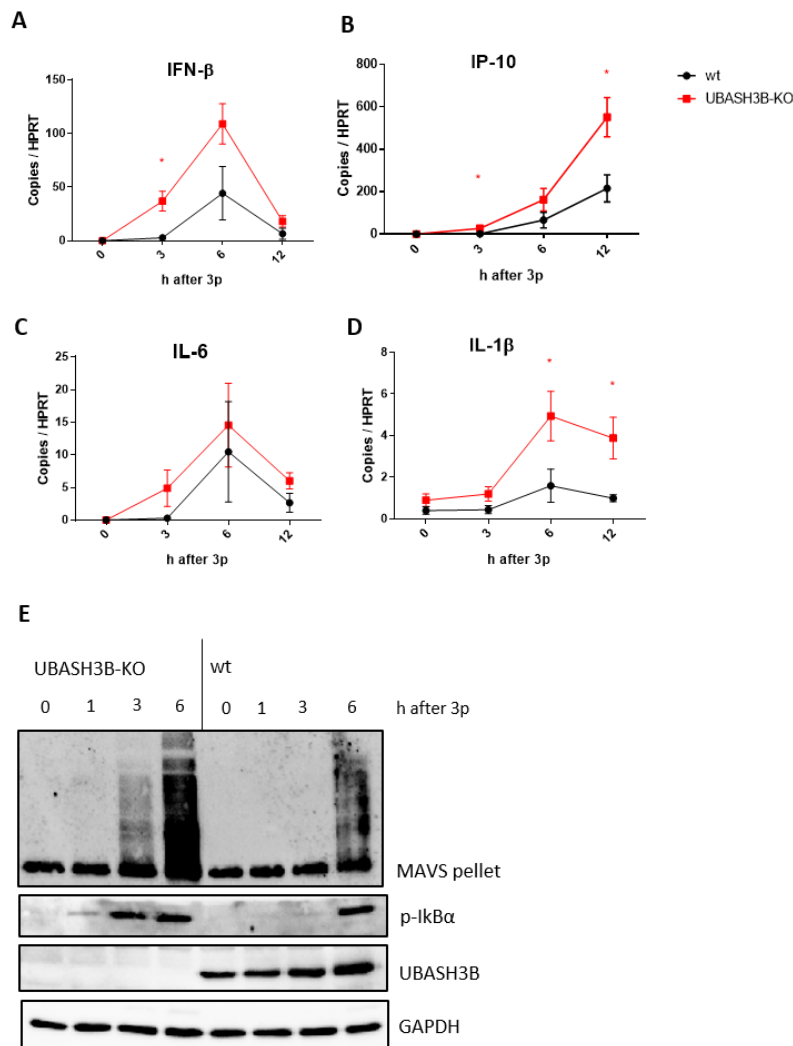 A
IFN-β
150
100
50
0
Copies / HPRT
0 3 6 12
h after 3p
B
IP-10
800
600
400
200
0
Copies / HPRT
0 3 6 12
h after 3p
* *
wt
UBASH3B-KO
*
C
IL-6
25
20
15
10
5
0
Copies / HPRT
0 3 6 12
h after 3p
D
IL-1β
8
6
4
2
0
Copies / HPRT
0 3 6 12
h after 3p
* *
E
UBASH3B-KO wt
0 1 3 6 0 1 3 6 h after 3p
MAVS pellet
p-IkBα
UBASH3B
GAPDH